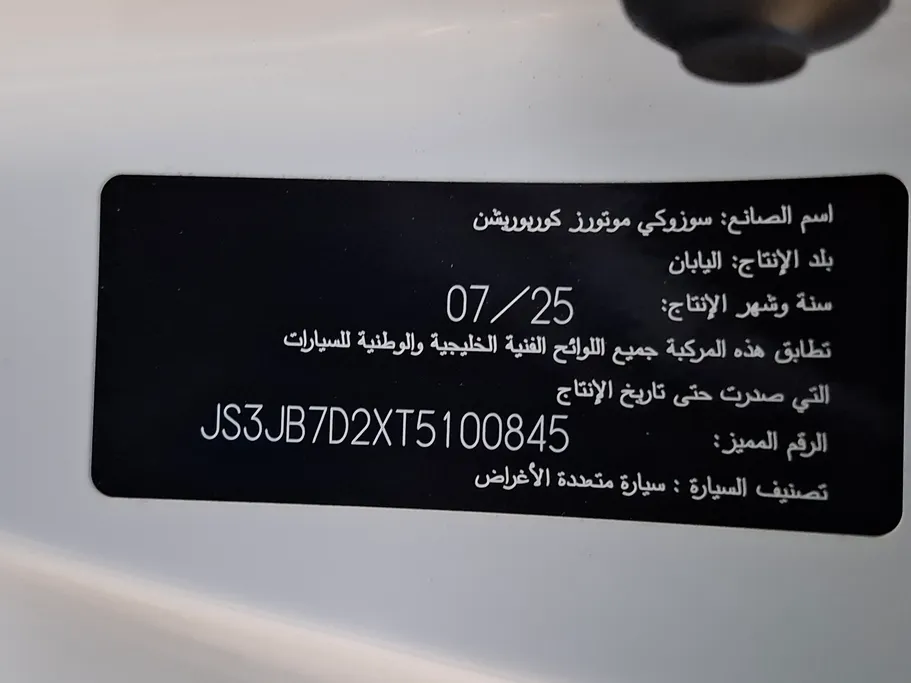 اسم الصانع: سوزوكي موتورز كوربوريشن
بلد الإنتاج: اليابان
سنة وشهر الإنتاج: 07/25
تطابق هذه المركبة جميع اللوائح الفنية الخليجية والوطنية للسيارات
التي صدرت حتى تاريخ الإنتاج
الرقم المميز: JS3JB7D2XT5100845
تصنيف السيارة : سيارة متعددة الأغراض